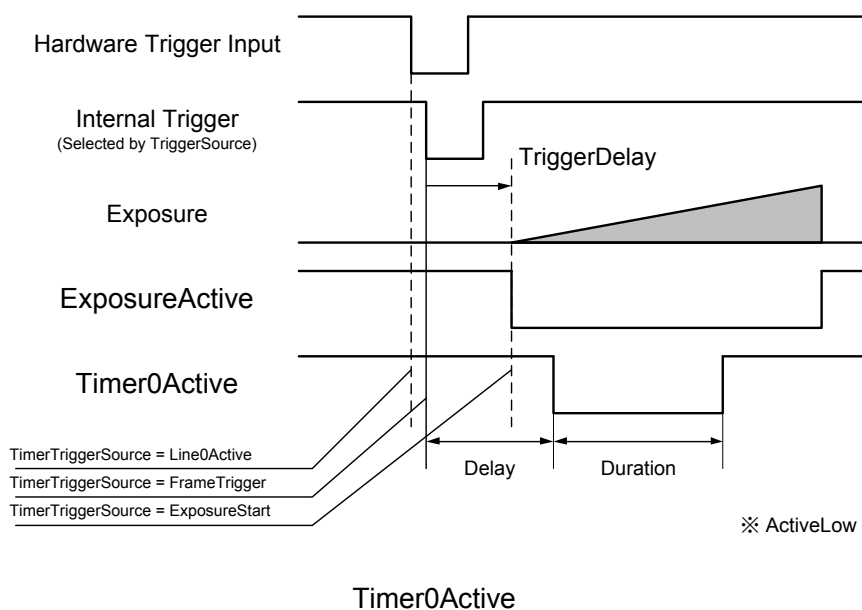 Hardware Trigger Input
Internal Trigger
(Selected by TriggerSource)
TriggerDelay
Exposure
ExposureActive
Timer0Active
TimerTriggerSource = Line0Active
TimerTriggerSource = FrameTrigger
TimerTriggerSource = ExposureStart
Delay
Duration
※ ActiveLow
Timer0Active